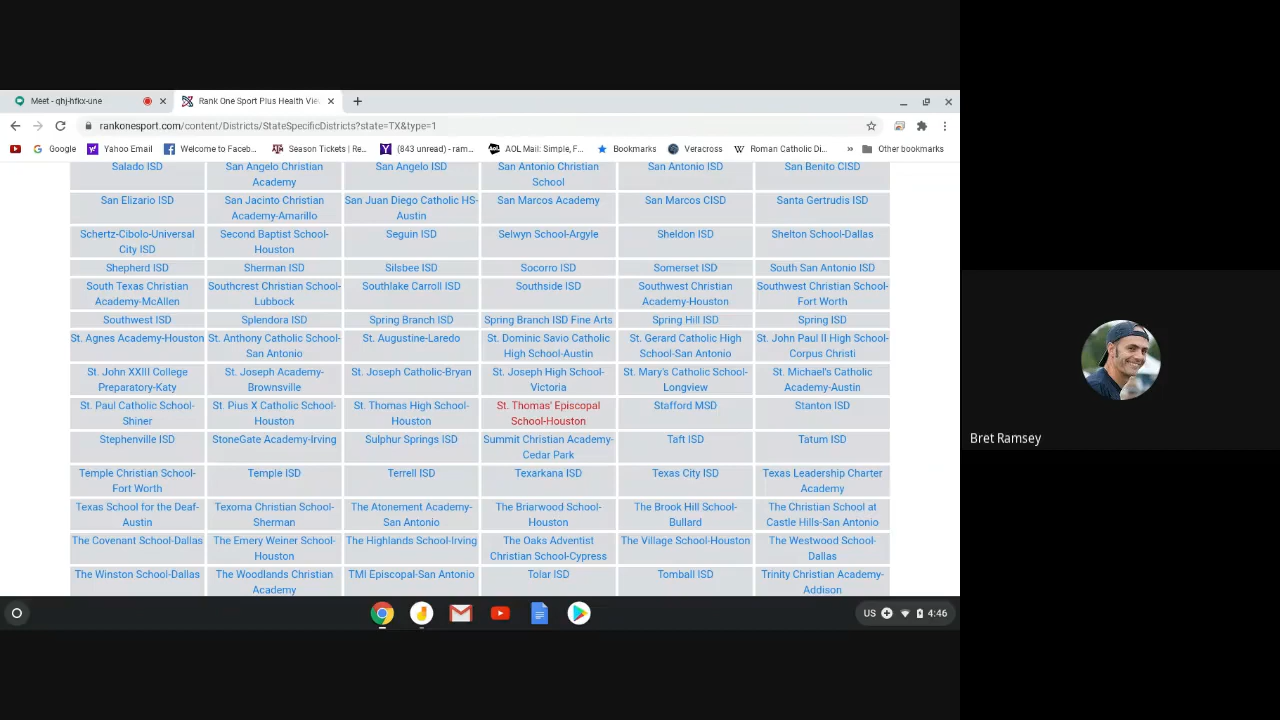 Meet - qhj-hfkx-une
Rank One Sport Plus Health Vie
rankonesport.com/content/Districts/StateSpecificDistricts?state=TX&type=1
Google
Yahoo Email
Welcome to Faceb...
Season Tickets | Re...
(843 unread) - ram...
AOL Mail: Simple, F...
Bookmarks
Veracross
Roman Catholic Di...
»
Other bookmarks
Salado ISD
San Angelo Christian
Academy
San Angelo ISD
San Antonio Christian
School
San Antonio ISD
San Benito CISD
San Elizario ISD
San Jacinto Christian
Academy-Amarillo
San Juan Diego Catholic HS-
Austin
San Marcos Academy
San Marcos CISD
Santa Gertrudis ISD
Schertz-Cibolo-Universal
City ISD
Second Baptist School-
Houston
Seguin ISD
Selwyn School-Argyle
Sheldon ISD
Shelton School-Dallas
Shepherd ISD
Sherman ISD
Silsbee ISD
Socorro ISD
Somerset ISD
South San Antonio ISD
South Texas Christian
Academy-McAllen
Southcrest Christian School-
Lubbock
Southlake Carroll ISD
Southside ISD
Southwest Christian
Academy-Houston
Southwest Christian School-
Fort Worth
Southwest ISD
Splendora ISD
Spring Branch ISD
Spring Branch ISD Fine Arts
Spring Hill ISD
Spring ISD
St. Agnes Academy-Houston
St. Anthony Catholic School-
San Antonio
St. Augustine-Laredo
St. Dominic Savio Catholic
High School-Austin
St. Gerard Catholic High
School-San Antonio
St. John Paul II High School-
Corpus Christi
St. John XXIII College
Preparatory-Katy
St. Joseph Academy-
Brownsville
St. Joseph Catholic-Bryan
St. Joseph High School-
Victoria
St. Mary's Catholic School-
Longview
St. Michael's Catholic
Academy-Austin
St. Paul Catholic School-
Shiner
St. Pius X Catholic School-
Houston
St. Thomas High School-
Houston
St. Thomas' Episcopal
School-Houston
Stafford MSD
Stanton ISD
Stephenville ISD
StoneGate Academy-Irving
Sulphur Springs ISD
Summit Christian Academy-
Cedar Park
Taft ISD
Tatum ISD
Temple Christian School-
Fort Worth
Temple ISD
Terrell ISD
Texarkana ISD
Texas City ISD
Texas Leadership Charter
Academy
Texas School for the Deaf-
Austin
Texoma Christian School-
Sherman
The Atonement Academy-
San Antonio
The Briarwood School-
Houston
The Brook Hill School-
Bullard
The Christian School at
Castle Hills-San Antonio
The Covenant School-Dallas
The Emery Weiner School-
Houston
The Highlands School-Irving
The Oaks Adventist
Christian School-Cypress
The Village School-Houston
The Westwood School-
Dallas
The Winston School-Dallas
The Woodlands Christian
Academy
TMI Episcopal-San Antonio
Tolar ISD
Tomball ISD
Trinity Christian Academy-
Addison
US
4:46
Bret Ramsey